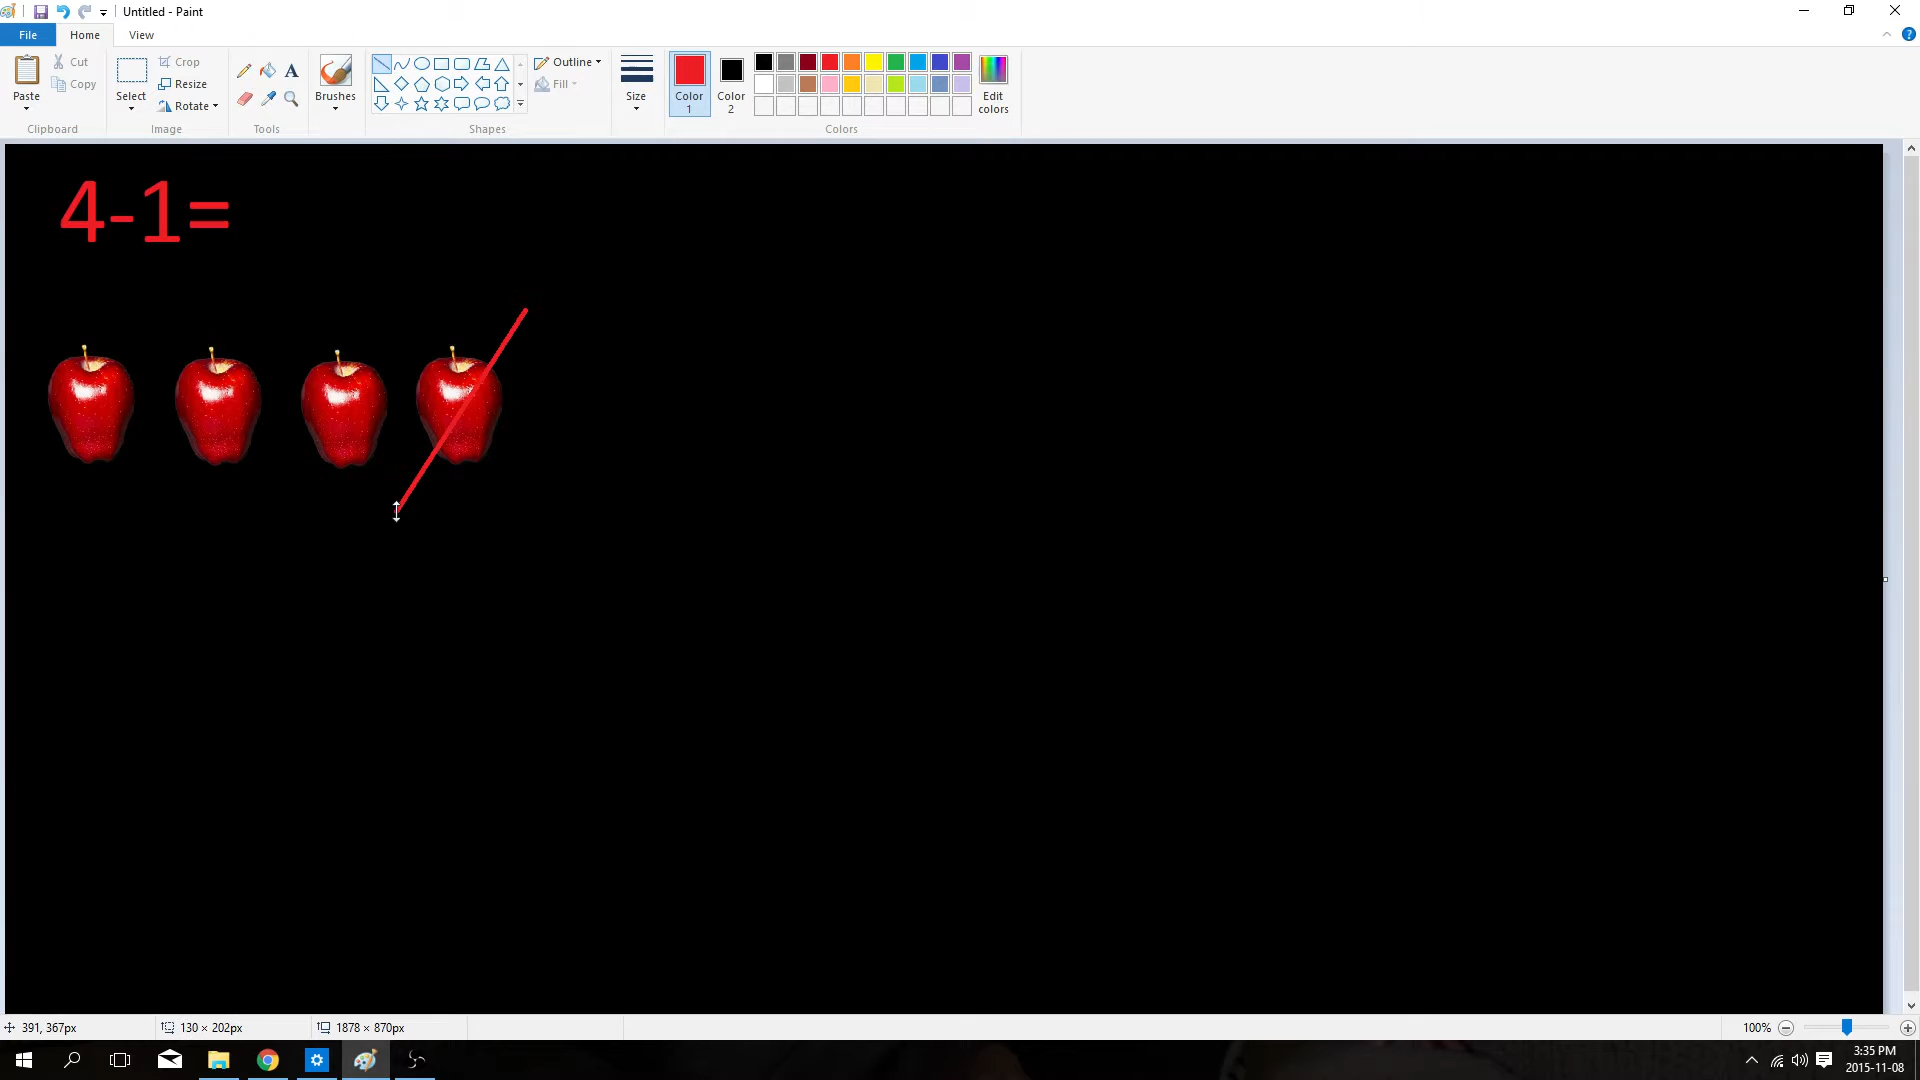 Untitled - Paint
File Home View
Paste
Cut
Copy
Clipboard
Select
Crop
Resize
Rotate
Image
A
Tools
Brushes
Shapes
Outline
Fill
Size
Color 1
Color 2
Edit colors
Colors
4-1=
391, 367px
130 × 202px
1878 × 870px
100%
3:35 PM
2015-11-08